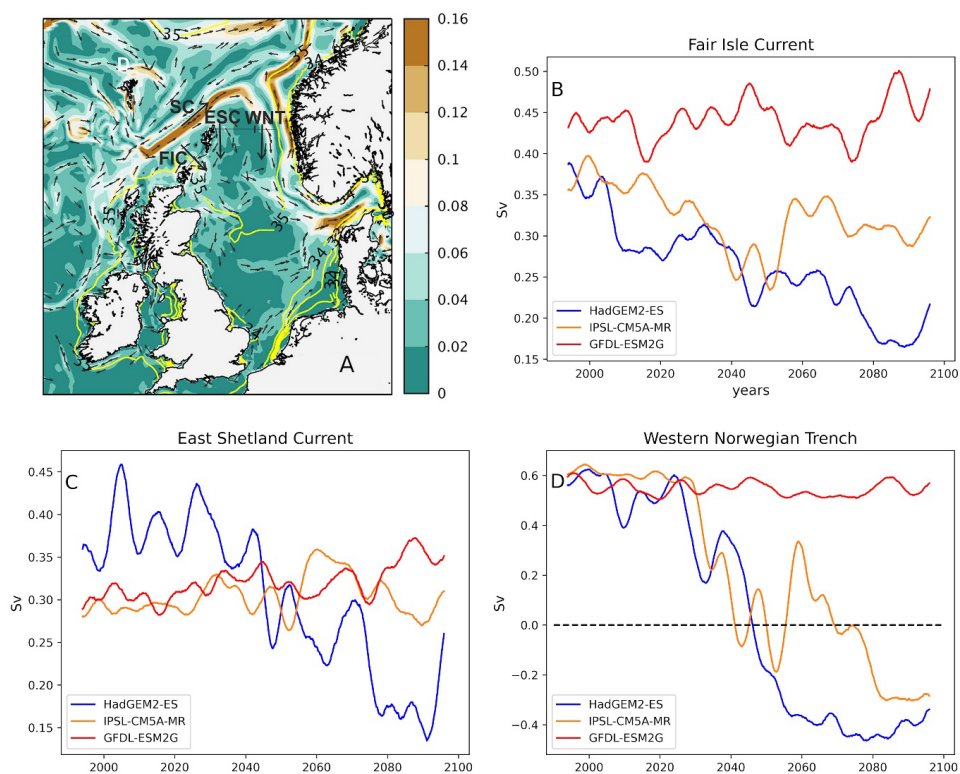 0.16
0.14
0.12
0.1
0.08
0.06
0.04
0.02
0
35
35
34
SC
ESC WNT
FIC
35
35
35
34
A
Fair Isle Current
B
Sv
0.50
0.45
0.40
0.35
0.30
0.25
0.20
0.15
HadGEM2-ES
IPSL-CM5A-MR
GFDL-ESM2G
2000 2020 2040 2060 2080 2100
years
East Shetland Current
C
Sv
0.45
0.40
0.35
0.30
0.25
0.20
0.15
HadGEM2-ES
IPSL-CM5A-MR
GFDL-ESM2G
2000 2020 2040 2060 2080 2100
Western Norwegian Trench
D
Sv
0.6
0.4
0.2
0.0
−0.2
−0.4
HadGEM2-ES
IPSL-CM5A-MR
GFDL-ESM2G
2000 2020 2040 2060 2080 2100